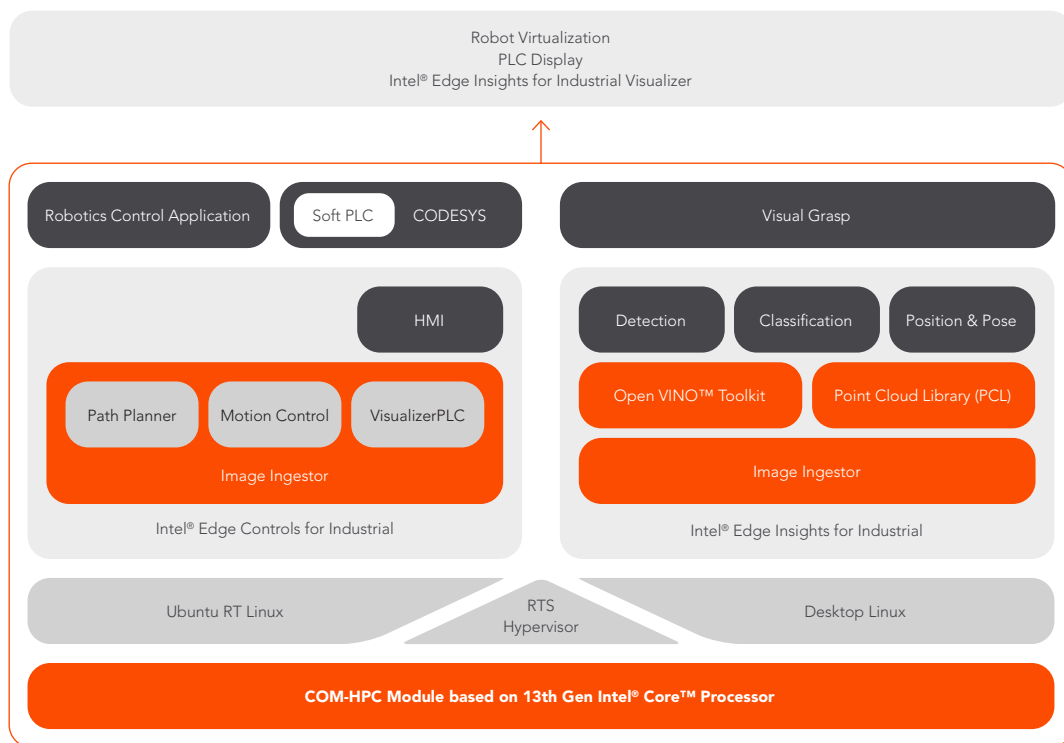 Robot Virtualization
PLC Display
Intel® Edge Insights for Industrial Visualizer
Robotics Control Application
Soft PLC
CODESYS
Visual Grasp
HMI
Detection
Classification
Position & Pose
Path Planner
Motion Control
VisualizerPLC
Open VINO™ Toolkit
Point Cloud Library (PCL)
Image Ingestor
Image Ingestor
Intel® Edge Controls for Industrial
Intel® Edge Insights for Industrial
Ubuntu RT Linux
RTS
Hypervisor
Desktop Linux
COM-HPC Module based on 13th Gen Intel® Core™ Processor